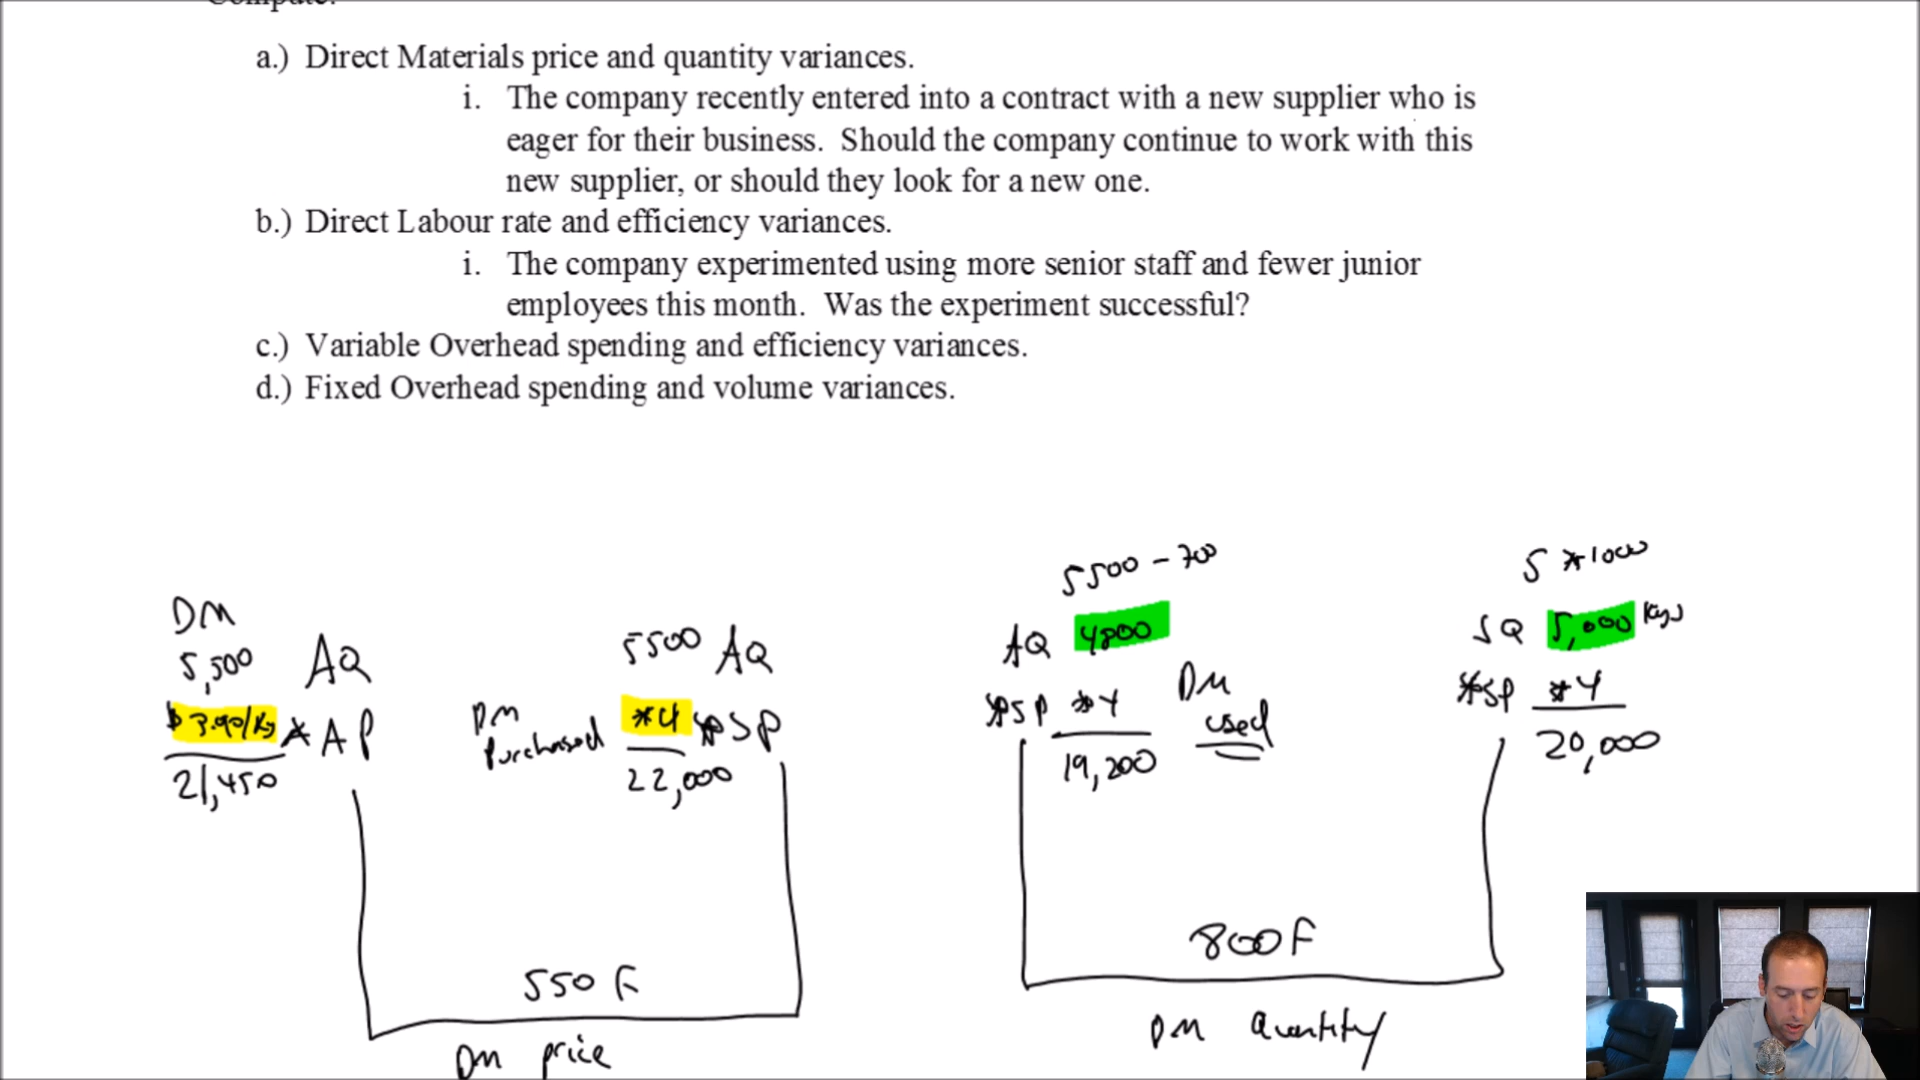 Compute:
a.) Direct Materials price and quantity variances.
i. The company recently entered into a contract with a new supplier who is
eager for their business. Should the company continue to work with this
new supplier, or should they look for a new one.
b.) Direct Labour rate and efficiency variances.
i. The company experimented using more senior staff and fewer junior
employees this month. Was the experiment successful?
c.) Variable Overhead spending and efficiency variances.
d.) Fixed Overhead spending and volume variances.
DM
5,500 AQ
$3.90/kg * AP
21,450
DM
Purchased
5500 AQ
*4 *SP
22,000
550 F
DM price
5500 - 700
AQ 4800
*SP *4
19,200
DM
used
5 * 1000
SQ 5,000 kgs
*SP *4
20,000
800 F
DM Quantity